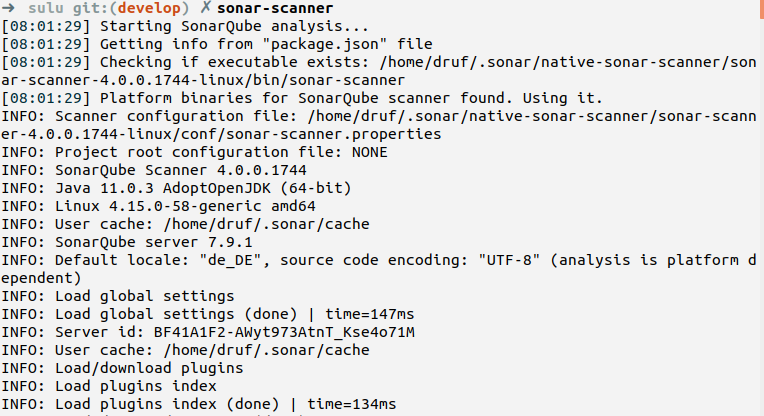 ➜ sulu git:(develop) ✗ sonar-scanner
[08:01:29] Starting SonarQube analysis...
[08:01:29] Getting info from "package.json" file
[08:01:29] Checking if executable exists: /home/druf/.sonar/native-sonar-scanner/son
ar-scanner-4.0.0.1744-linux/bin/sonar-scanner
[08:01:29] Platform binaries for SonarQube scanner found. Using it.
INFO: Scanner configuration file: /home/druf/.sonar/native-sonar-scanner/sonar-scann
er-4.0.0.1744-linux/conf/sonar-scanner.properties
INFO: Project root configuration file: NONE
INFO: SonarQube Scanner 4.0.0.1744
INFO: Java 11.0.3 AdoptOpenJDK (64-bit)
INFO: Linux 4.15.0-58-generic amd64
INFO: User cache: /home/druf/.sonar/cache
INFO: SonarQube server 7.9.1
INFO: Default locale: "de_DE", source code encoding: "UTF-8" (analysis is platform d
ependent)
INFO: Load global settings
INFO: Load global settings (done) | time=147ms
INFO: Server id: BF41A1F2-AWyt973AtnT_Kse4o71M
INFO: User cache: /home/druf/.sonar/cache
INFO: Load/download plugins
INFO: Load plugins index
INFO: Load plugins index (done) | time=134ms